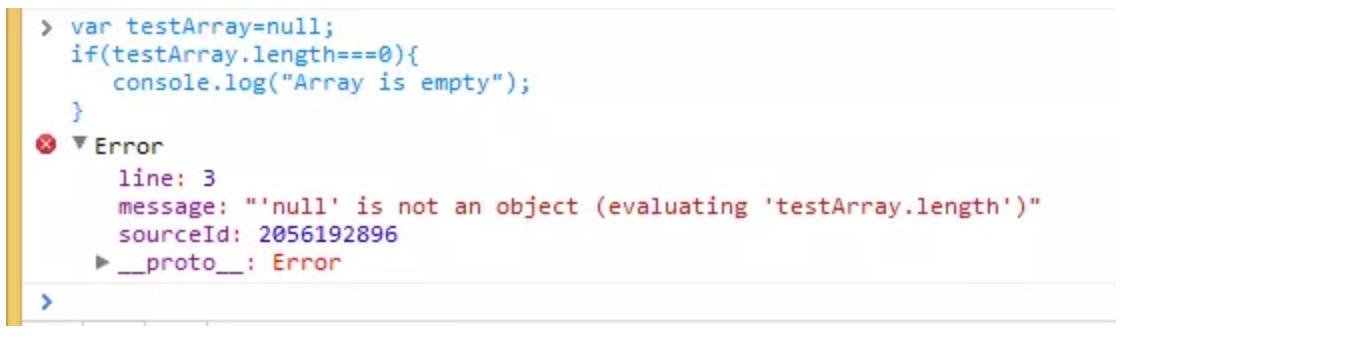 var testArray=null;
if(testArray.length===0){
console.log("Array is empty");
}
Error
line: 3
message: "'null' is not an object (evaluating 'testArray.length')"
sourceId: 2056192896
__proto__: Error